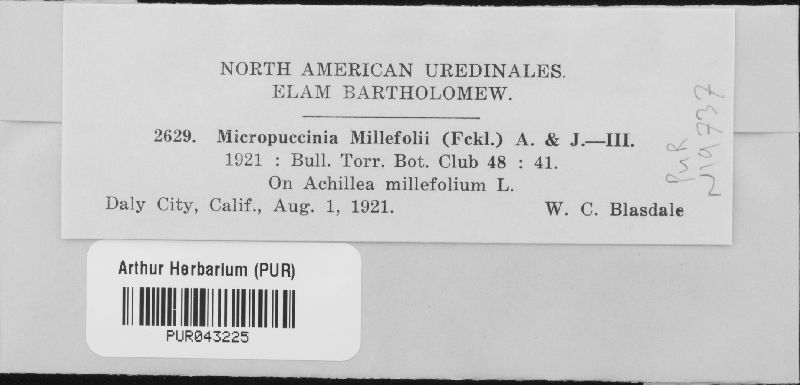 NORTH AMERICAN UREDINALES.
ELAM BARTHOLOMEW.
2629. Micropuccinia Millefolii (Fckl.) A. & J.—III.
1921 : Bull. Torr. Bot. Club 48 : 41.
On Achillea millefolium L.
Daly City, Calif., Aug. 1, 1921. W. C. Blasdale
PUR
N19737
Arthur Herbarium (PUR)
PUR043225